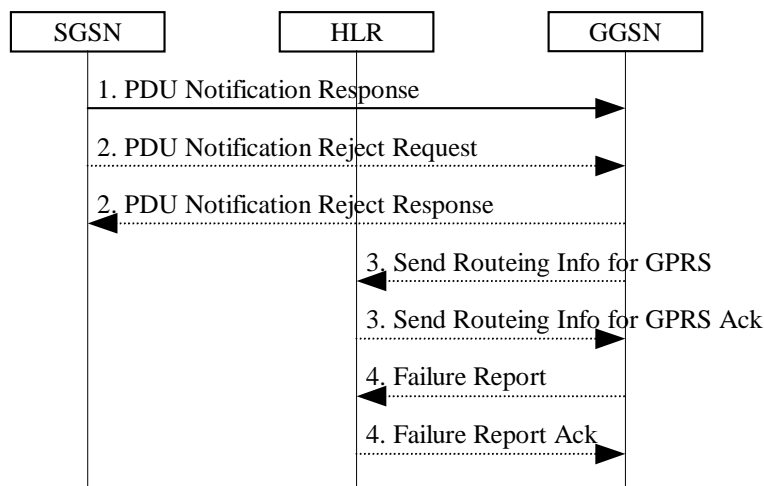 SGSN HLR GGSN
1. PDU Notification Response
2. PDU Notification Reject Request
2. PDU Notification Reject Response
3. Send Routeing Info for GPRS
3. Send Routeing Info for GPRS Ack
4. Failure Report
4. Failure Report Ack